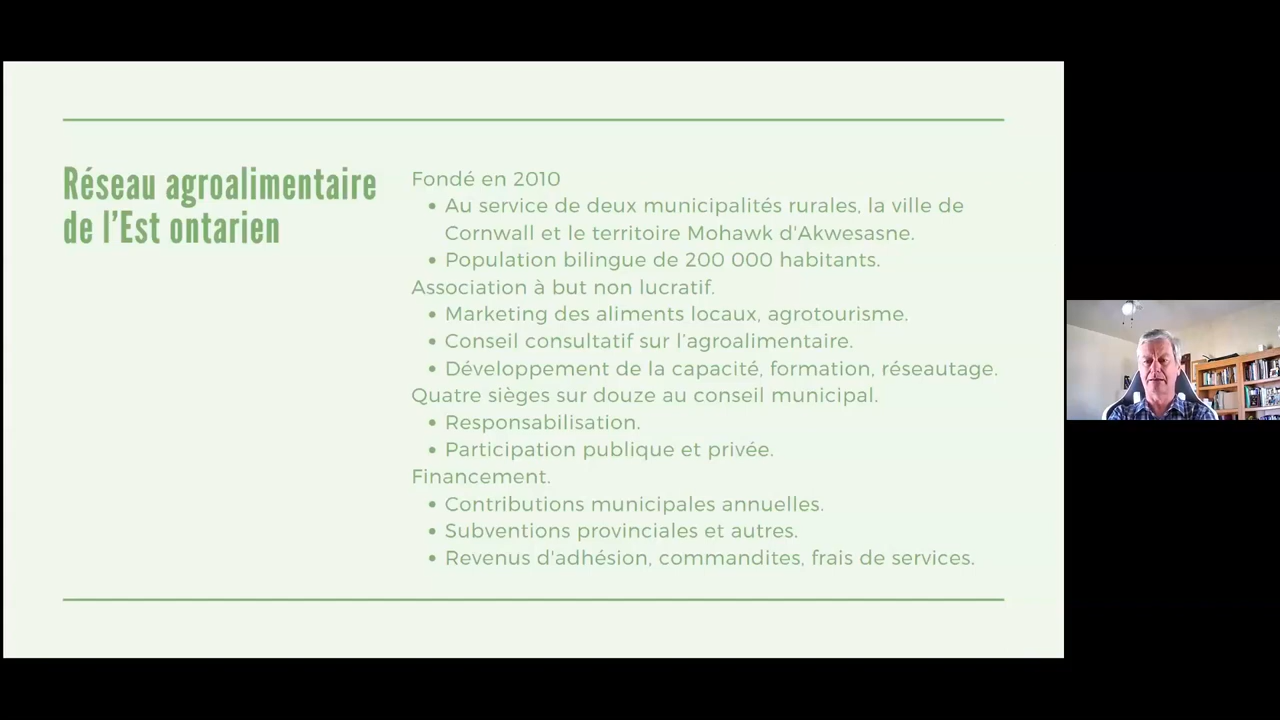 Réseau agroalimentaire
de l’Est ontarien
Fondé en 2010
• Au service de deux municipalités rurales, la ville de
Cornwall et le territoire Mohawk d'Akwesasne.
• Population bilingue de 200 000 habitants.
Association à but non lucratif.
• Marketing des aliments locaux, agrotourisme.
• Conseil consultatif sur l’agroalimentaire.
• Développement de la capacité, formation, réseautage.
Quatre sièges sur douze au conseil municipal.
• Responsabilisation.
• Participation publique et privée.
Financement.
• Contributions municipales annuelles.
• Subventions provinciales et autres.
• Revenus d'adhésion, commandites, frais de services.